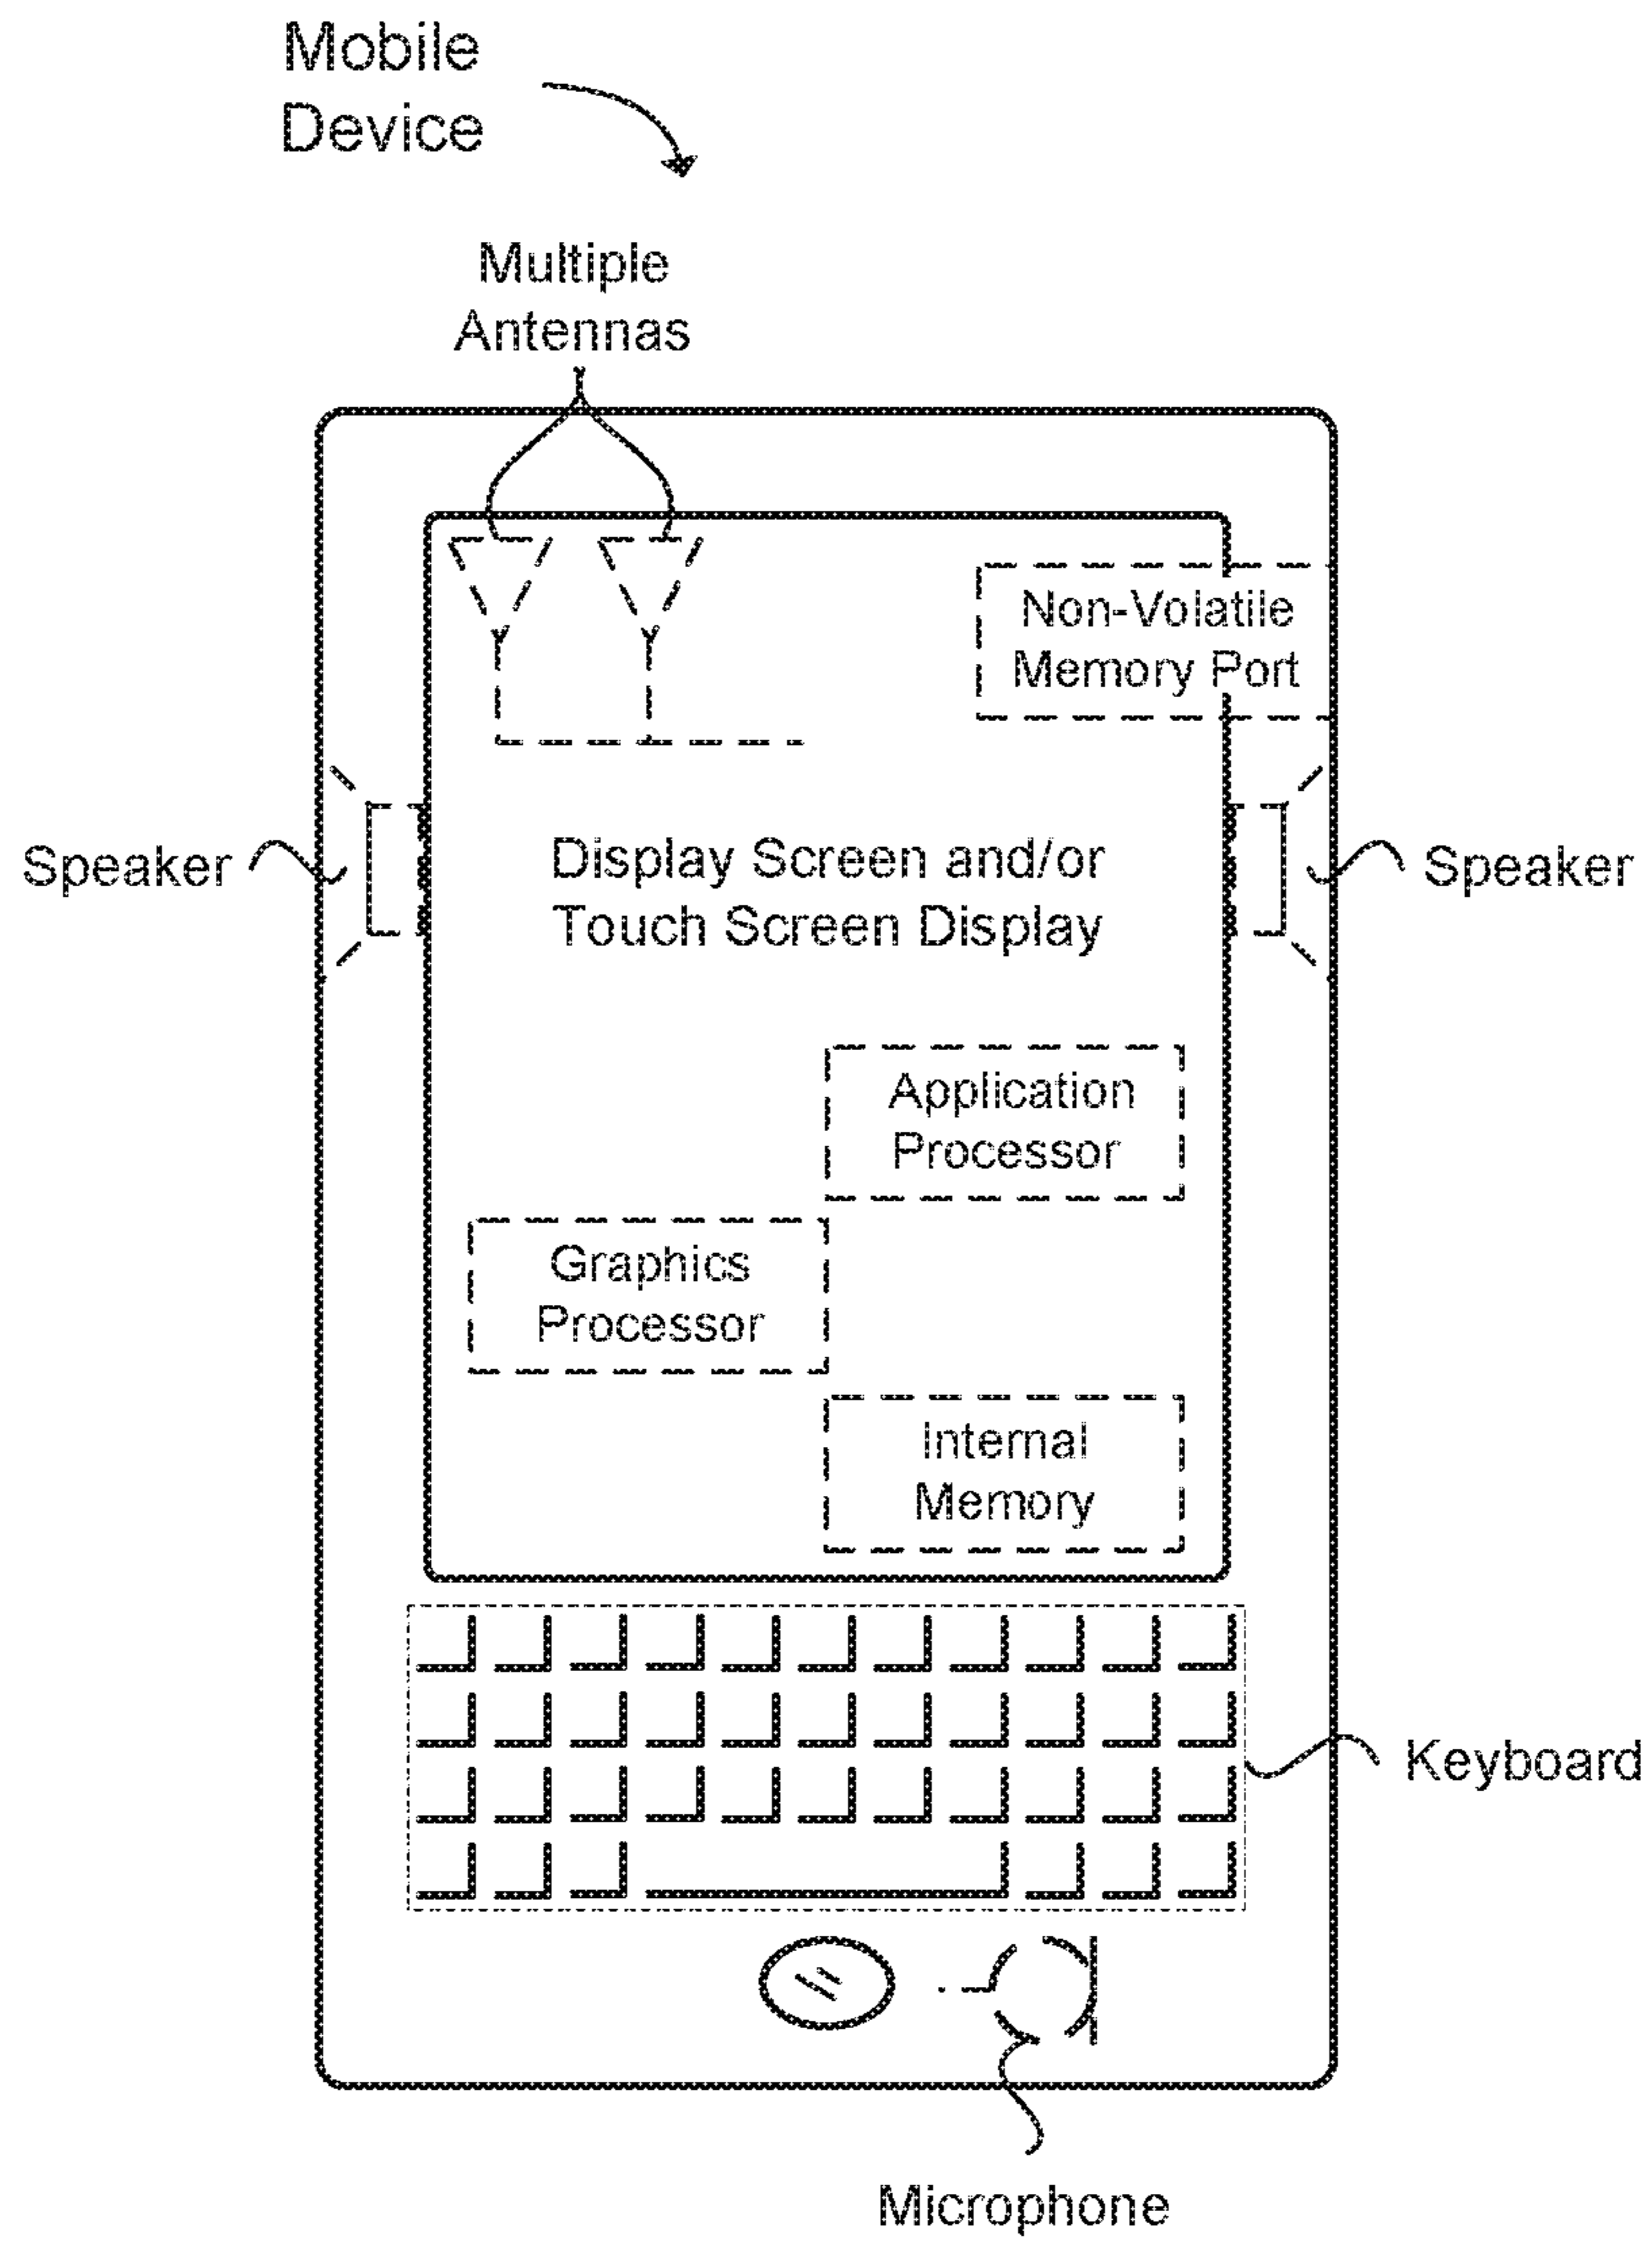 Mobile
Device
Multiple
Antennas
Non-Volatile
Memory Port
Speaker
Display Screen and/or
Touch Screen Display
Speaker
Application
Processor
Graphics
Processor
Internal
Memory
Keyboard
Microphone